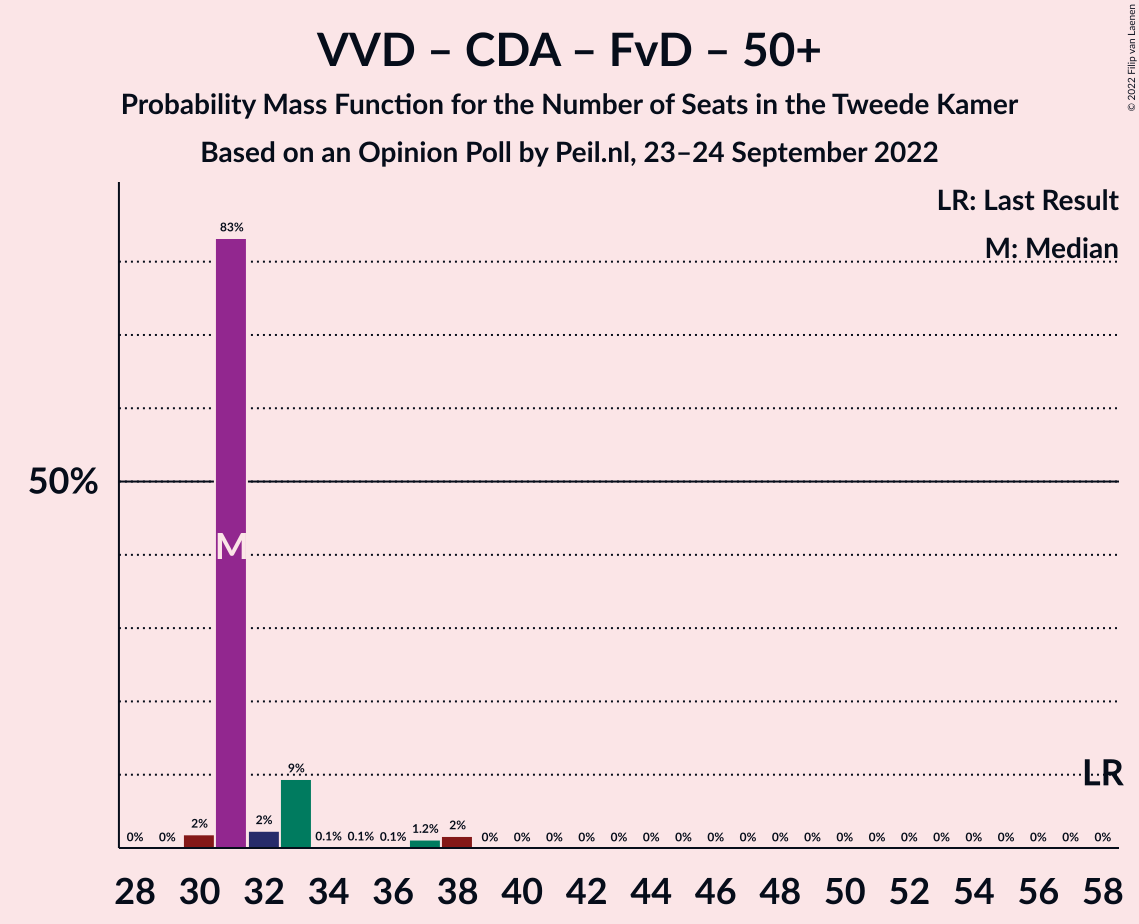 VVD – CDA – FvD – 50+
Probability Mass Function for the Number of Seats in the Tweede Kamer
Based on an Opinion Poll by Peil.nl, 23–24 September 2022
© 2022 Filip van Laenen
LR: Last Result
M: Median
50%
0% 0% 2% 83% 2% 9% 0.1% 0.1% 0.1% 1.2% 2% 0% 0% 0% 0% 0% 0% 0% 0% 0% 0% 0% 0% 0% 0% 0% 0% 0% 0% 0% 0%
M
LR
28 30 32 34 36 38 40 42 44 46 48 50 52 54 56 58